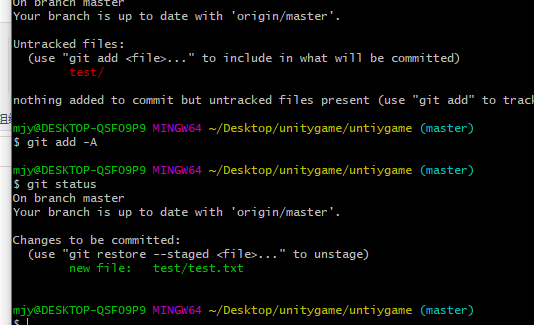 On branch master
Your branch is up to date with 'origin/master'.
Untracked files:
(use "git add <file>..." to include in what will be committed)
test/
nothing added to commit but untracked files present (use "git add" to trac
mjy@DESKTOP-QSFO9P9 MINGW64 ~/Desktop/unitygame/untiygame (master)
$ git add -A
mjy@DESKTOP-QSFO9P9 MINGW64 ~/Desktop/unitygame/untiygame (master)
$ git status
On branch master
Your branch is up to date with 'origin/master'.
Changes to be committed:
(use "git restore --staged <file>..." to unstage)
new file:   test/test.txt
mjy@DESKTOP-QSFO9P9 MINGW64 ~/Desktop/unitygame/untiygame (master)
$